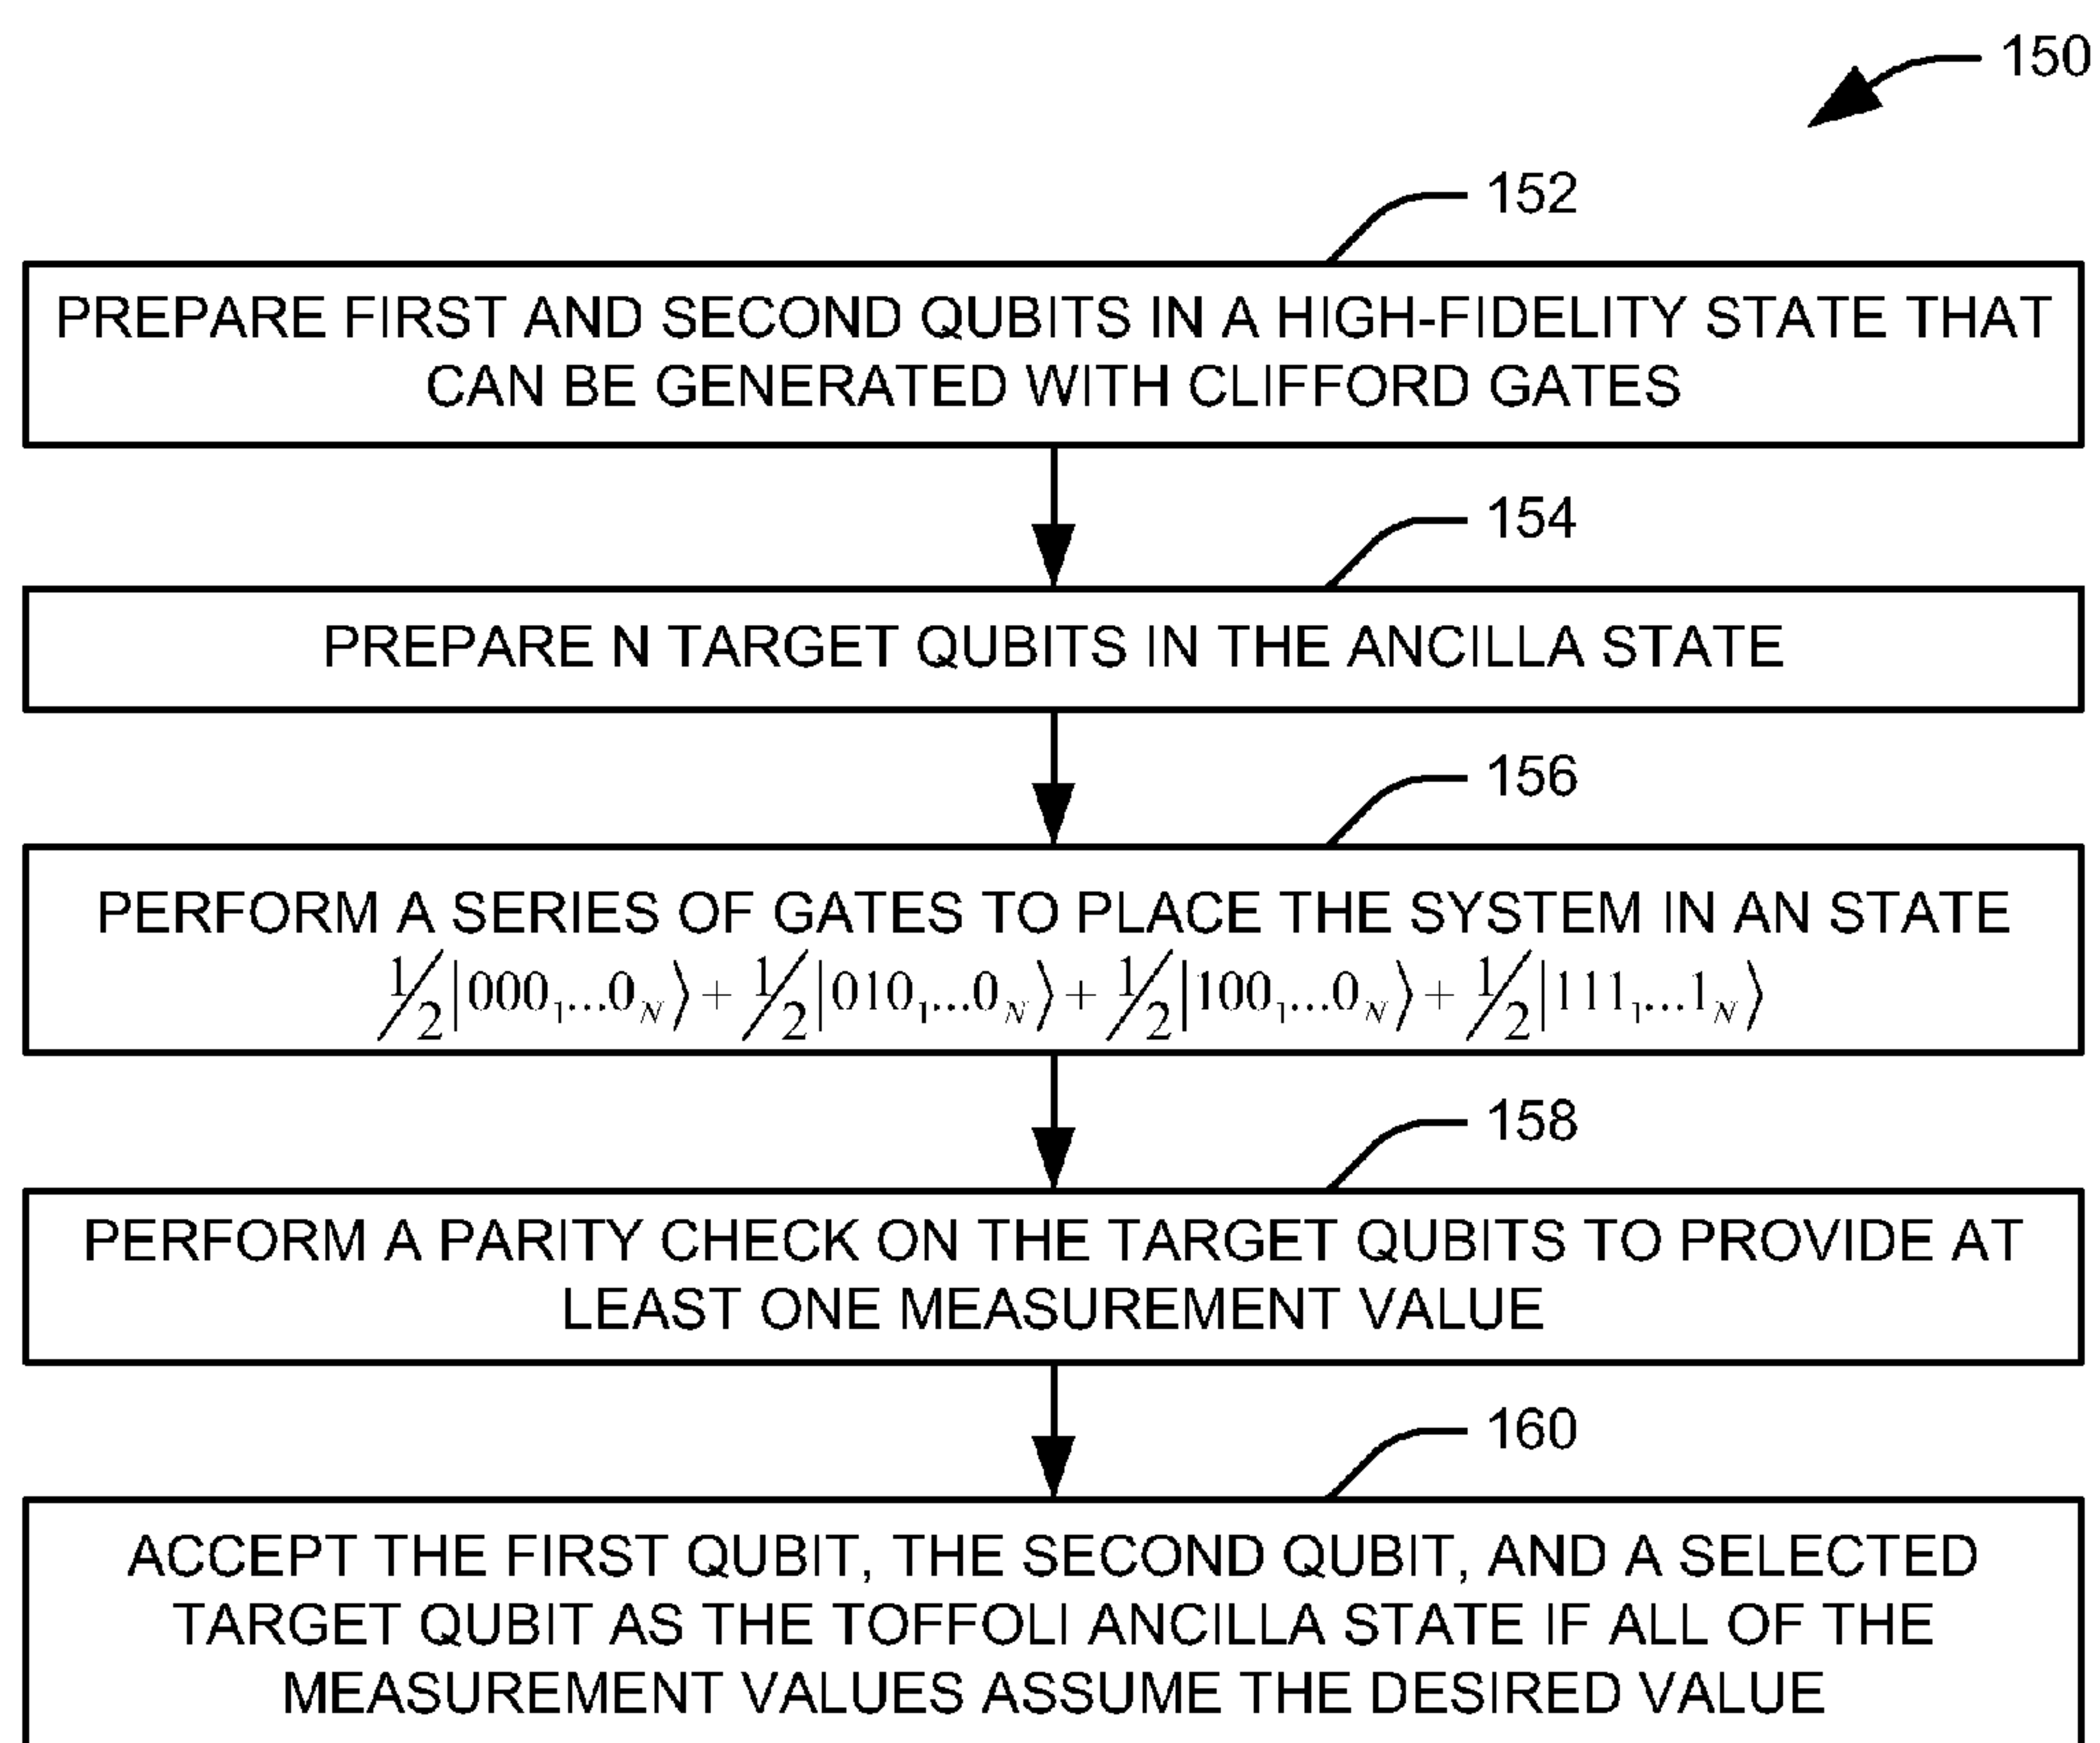 150
152
PREPARE FIRST AND SECOND QUBITS IN A HIGH-FIDELITY STATE THAT
CAN BE GENERATED WITH CLIFFORD GATES
154
PREPARE N TARGET QUBITS IN THE ANCILLA STATE
156
PERFORM A SERIES OF GATES TO PLACE THE SYSTEM IN AN STATE
1/2|000₁...0_N⟩ + 1/2|010₁...0_N⟩ + 1/2|100₁...0_N⟩ + 1/2|111₁...1_N⟩
158
PERFORM A PARITY CHECK ON THE TARGET QUBITS TO PROVIDE AT
LEAST ONE MEASUREMENT VALUE
160
ACCEPT THE FIRST QUBIT, THE SECOND QUBIT, AND A SELECTED
TARGET QUBIT AS THE TOFFOLI ANCILLA STATE IF ALL OF THE
MEASUREMENT VALUES ASSUME THE DESIRED VALUE